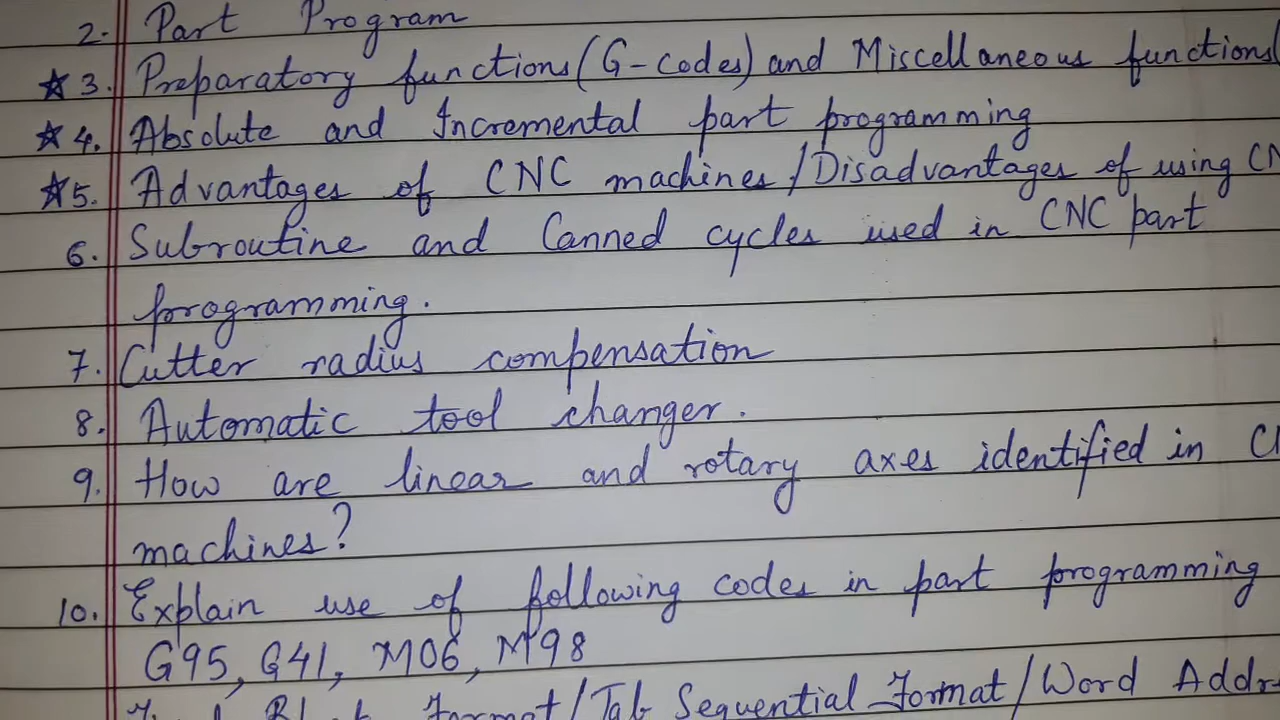 2. Part Program
☆ 3. Preparatory functions (G-codes) and Miscellaneous functions(
☆ 4. Absolute and Incremental part programming
☆ 5. Advantages of CNC machines / Disadvantages of using
6. Subroutine and Canned cycles used in CNC part
programming.
7. Cutter radius compensation
8. Automatic tool changer.
9. How are linear and rotary axes identified in
machines?
10. Explain use of following codes in part programming
G95, G41, M06, M98
Format / Tab Sequential Format / Word